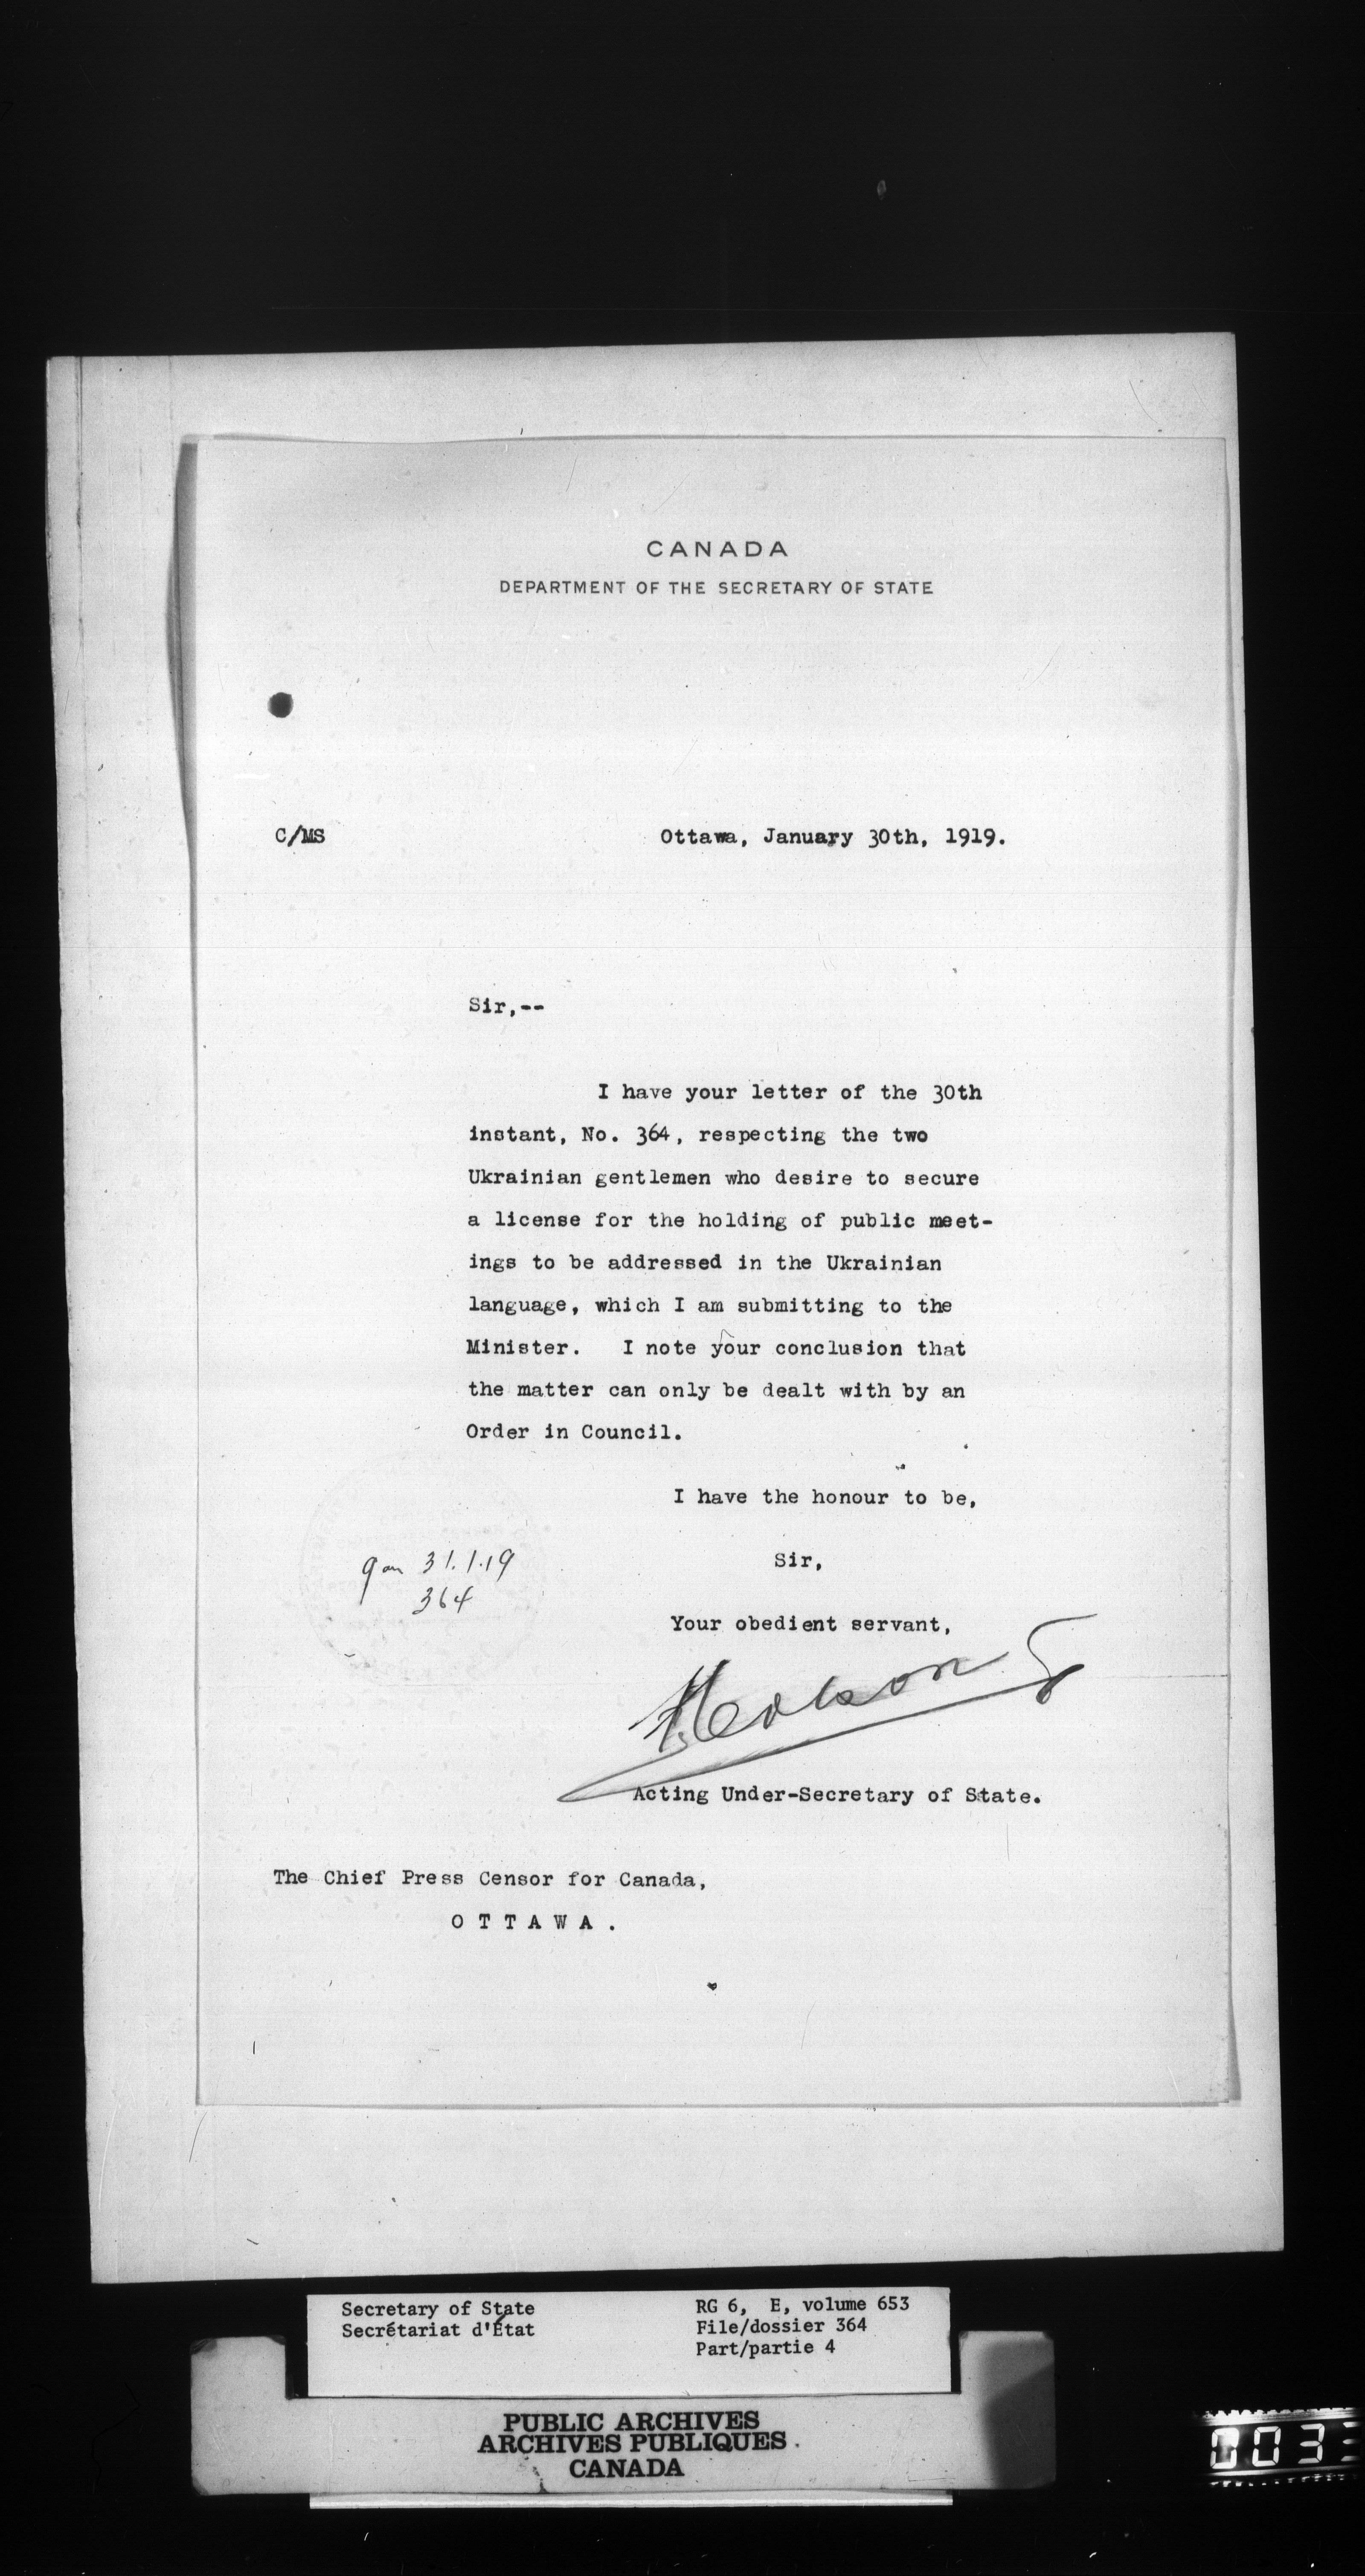 CANADA
DEPARTMENT OF THE SECRETARY OF STATE
C/MS Ottawa, January 30th, 1919.
Sir,--
I have your letter of the 30th
instant, No. 364, respecting the two
Ukrainian gentlemen who desire to secure
a license for the holding of public meet-
ings to be addressed in the Ukrainian
language, which I am submitting to the
Minister. I note your conclusion that
the matter can only be dealt with by an
Order in Council.
I have the honour to be,
Sir,
31.1.19
364
Your obedient servant,
Acting Under-Secretary of State.
The Chief Press Censor for Canada,
O T T A W A .
Secretary of State RG 6, E, volume 653
Secrétariat d'État File/dossier 364
Part/partie 4
PUBLIC ARCHIVES
ARCHIVES PUBLIQUES
CANADA